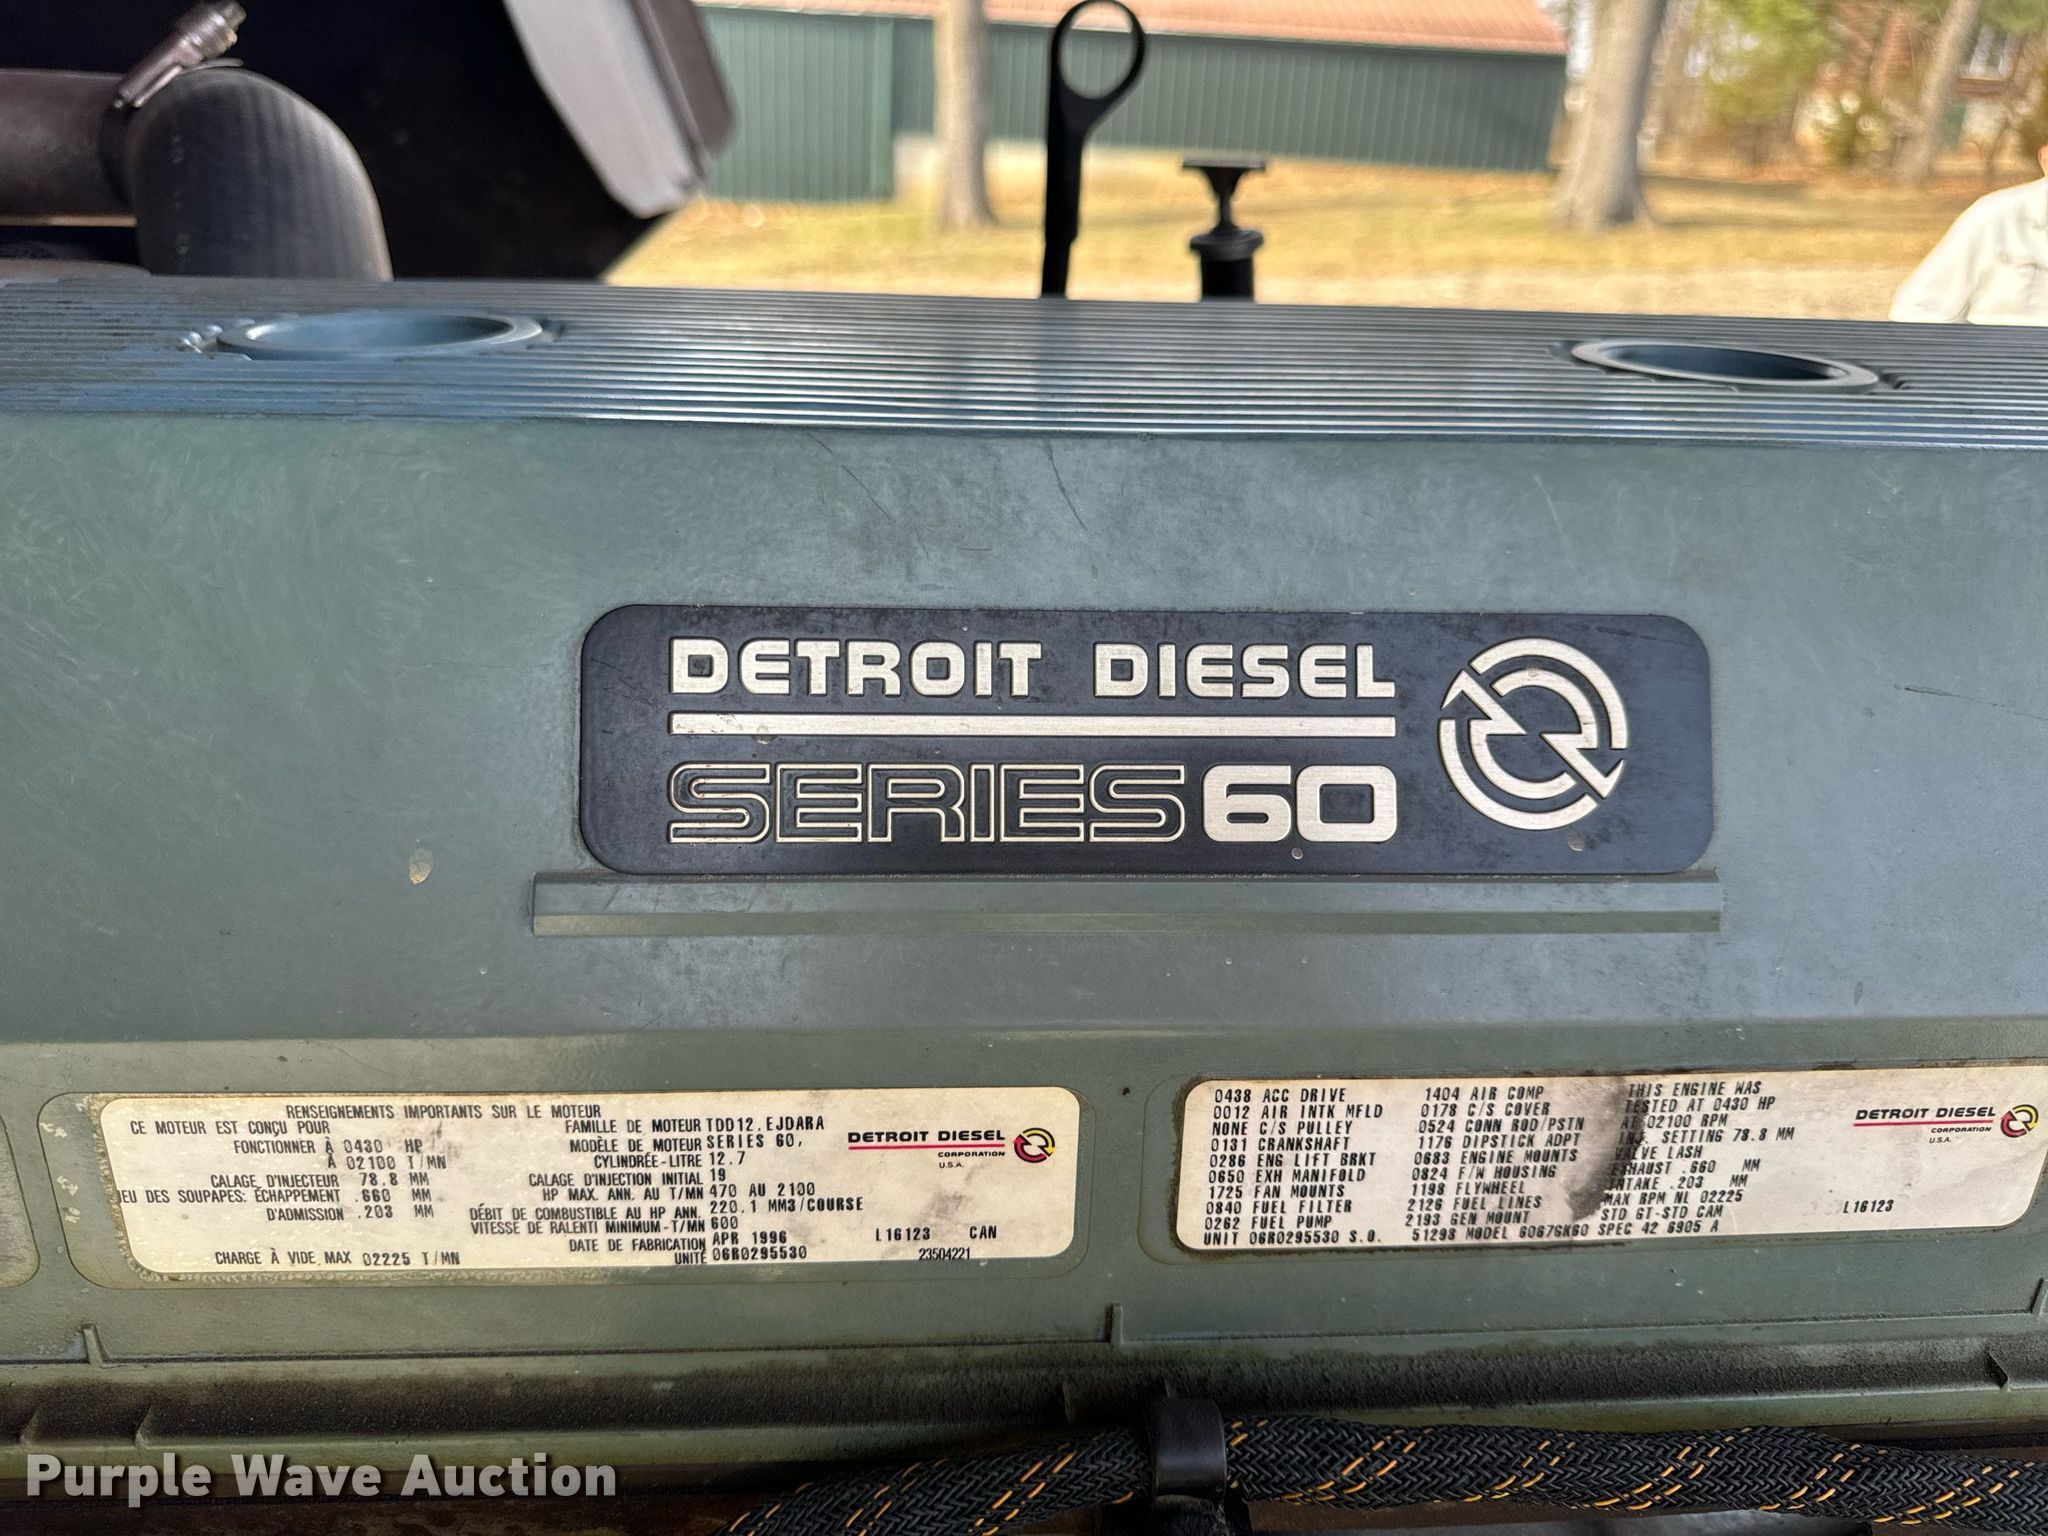 DETROIT DIESEL
SERIES 60
RENSEIGNEMENTS IMPORTANTS SUR LE MOTEUR
CE MOTEUR EST CONÇU POUR
FONCTIONNER À 0430 HP
À 02100 T/MN
CALAGE D'INJECTEUR 78.8 MM
JEU DES SOUPAPES: ÉCHAPPEMENT .660 MM
D'ADMISSION .203 MM
CHARGE À VIDE, MAX 02225 T/MN
FAMILLE DE MOTEUR TDD12.EJDARA
MODÈLE DE MOTEUR SERIES 60,
CYLINDRÉE-LITRE 12.7
CALAGE D'INJECTION INITIAL 19
HP MAX. ANN. AU T/MN 470 AU 2100
DÉBIT DE COMBUSTIBLE AU HP ANN. 220.1 MM3/COURSE
VITESSE DE RALENTI MINIMUM-T/MN 600
DATE DE FABRICATION APR 1996
UNITÉ 06R0295530
DETROIT DIESEL
CORPORATION
U.S.A.
L16123 CAN
23504221
0438 ACC DRIVE
0012 AIR INTK MFLD
NONE C/S PULLEY
0131 CRANKSHAFT
0286 ENG LIFT BRKT
0650 EXH MANIFOLD
1725 FAN MOUNTS
0840 FUEL FILTER
0262 FUEL PUMP
UNIT 06R0295530 S.O.
1404 AIR COMP
0178 C/S COVER
0524 CONN ROD/PSTN
1176 DIPSTICK ADPT
0683 ENGINE MOUNTS
0824 F/W HOUSING
1198 FLYWHEEL
2126 FUEL LINES
2193 GEN MOUNT
51293 MODEL 6067GK60 SPEC 42 6905 A
THIS ENGINE WAS
TESTED AT 0430 HP
AT 02100 RPM
INJ. SETTING 78.8 MM
VALVE LASH
EXHAUST .660 MM
INTAKE .203 MM
MAX RPM NL 02225
STD GT-STD CAM
DETROIT DIESEL
CORPORATION
U.S.A.
L16123
Purple Wave Auction